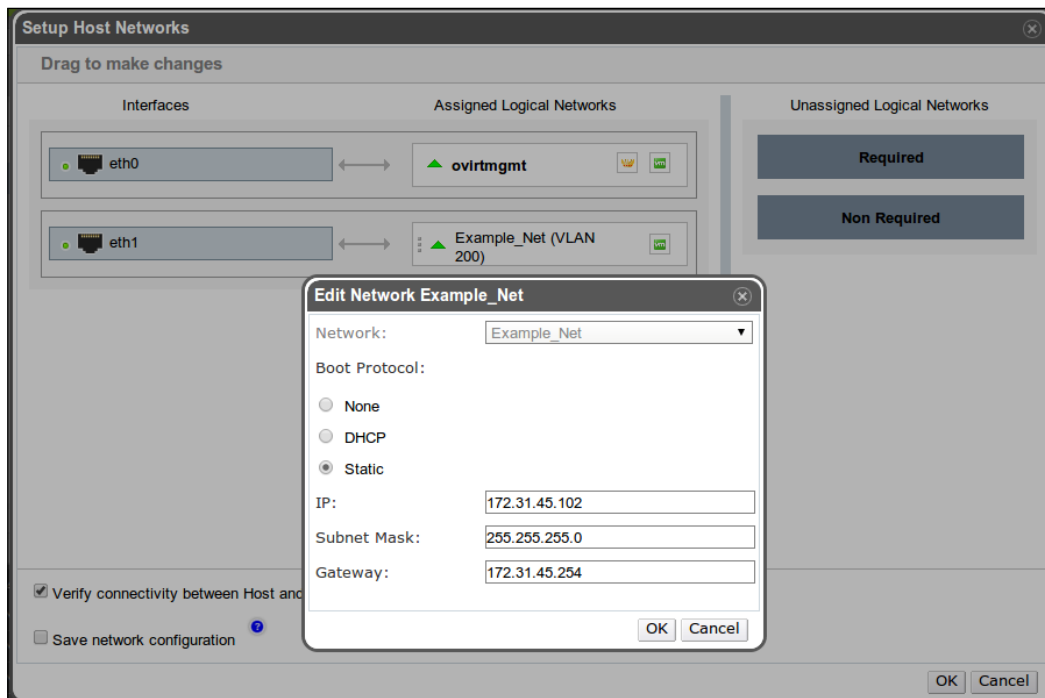 Setup Host Networks
Drag to make changes
Interfaces
Assigned Logical Networks
Unassigned Logical Networks
eth0
ovirtmgmt
vm
Required
eth1
Example_Net (VLAN
200)
vm
Non Required
Edit Network Example_Net
Network:
Example_Net
Boot Protocol:
None
DHCP
Static
IP:
172.31.45.102
Subnet Mask:
255.255.255.0
Gateway:
172.31.45.254
OK
Cancel
Verify connectivity between Host and
Save network configuration
?
OK
Cancel